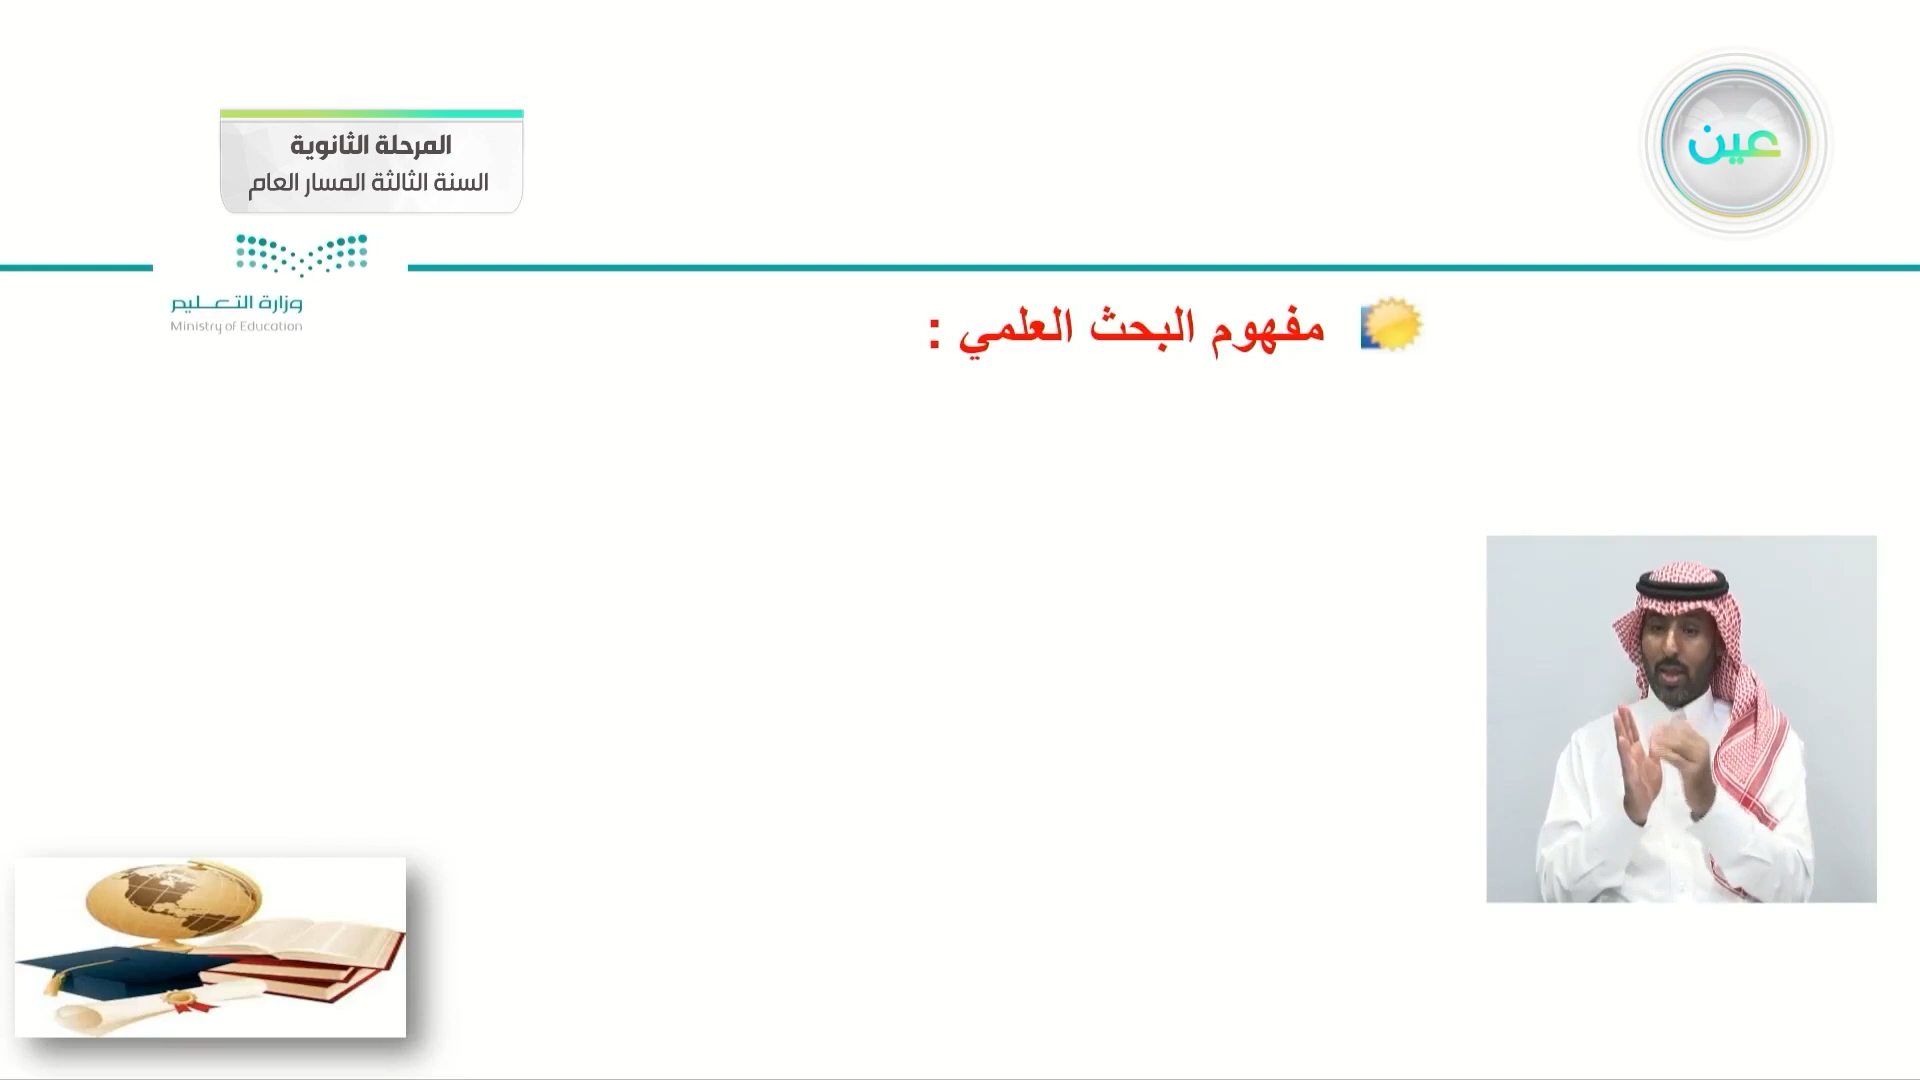 المرحلة الثانوية
السنة الثالثة المسار العام
عين
وزارة التعليم
Ministry of Education
مفهوم البحث العلمي :